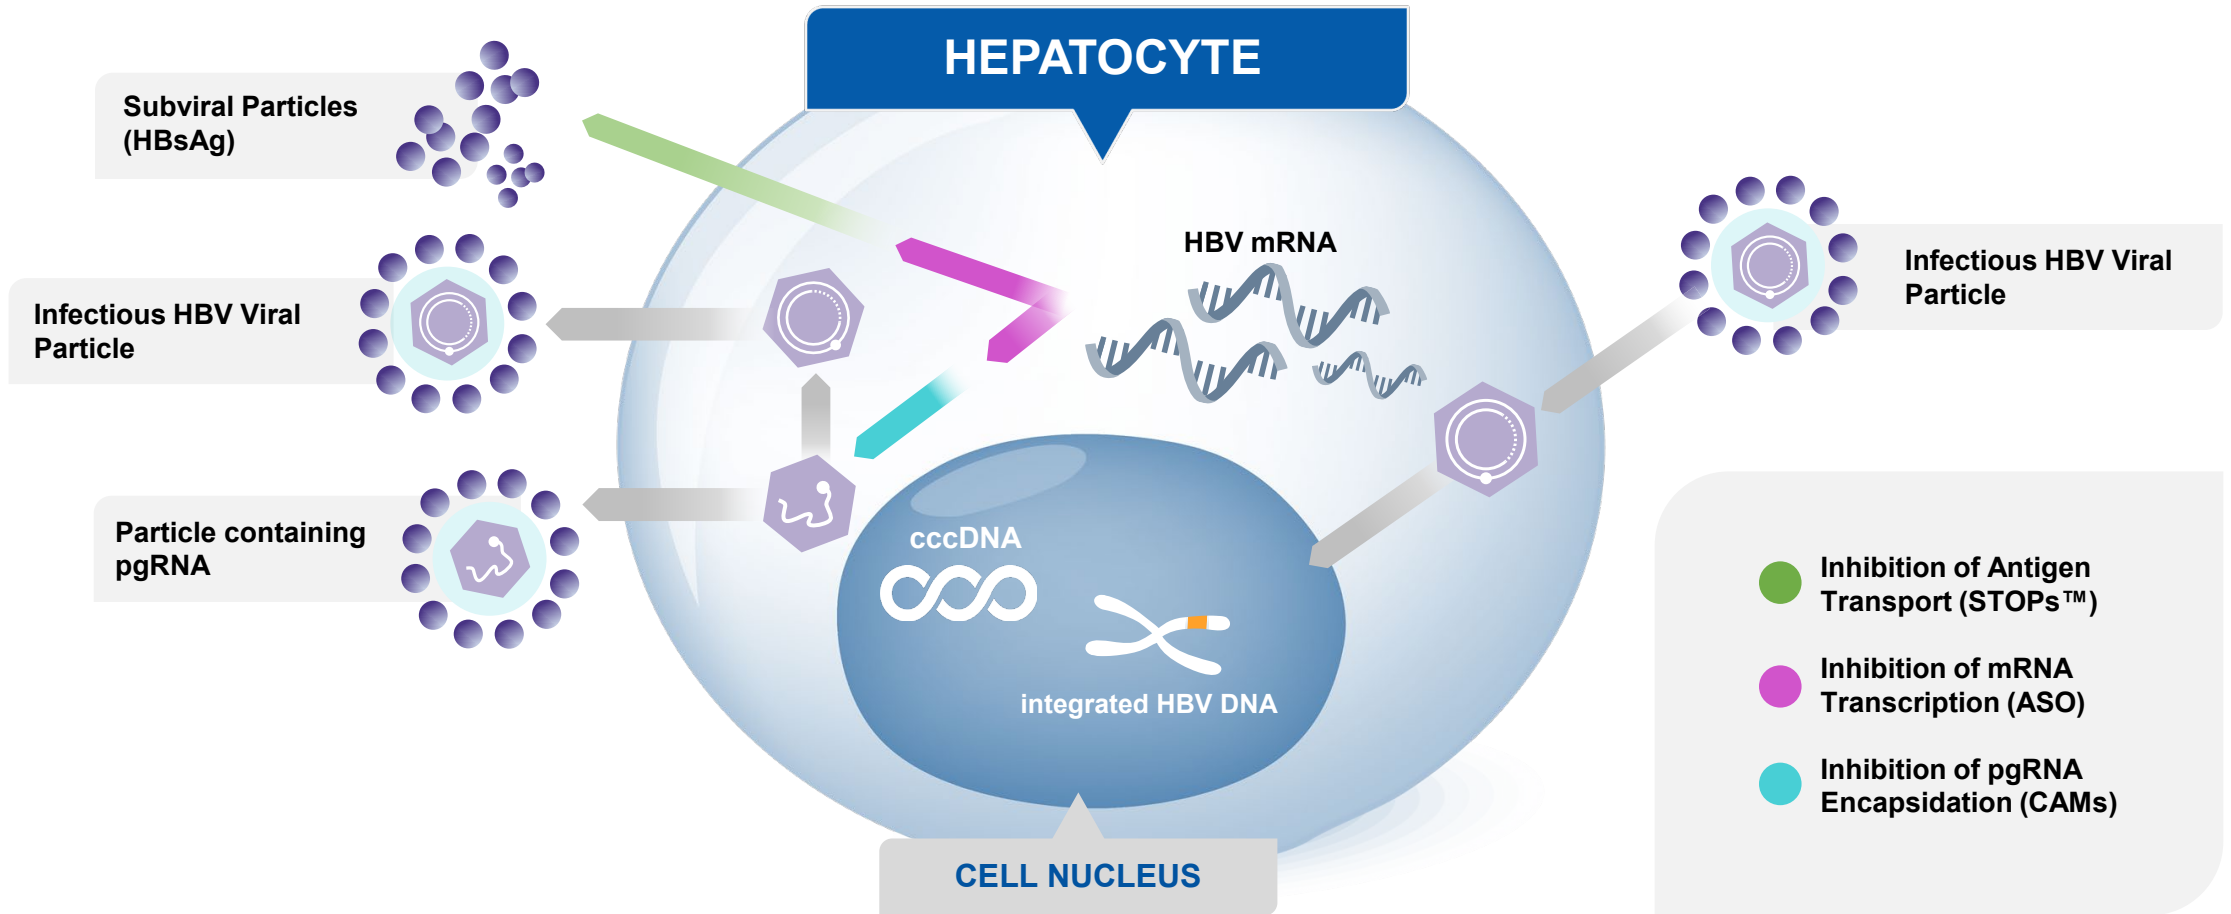 HEPATOCYTE
Subviral Particles
(HBsAg)
Infectious HBV Viral
Particle
Particle containing
pgRNA
HBV mRNA
cccDNA
integrated HBV DNA
CELL NUCLEUS
Infectious HBV Viral
Particle
Inhibition of Antigen
Transport (STOPs™)
Inhibition of mRNA
Transcription (ASO)
Inhibition of pgRNA
Encapsidation (CAMs)